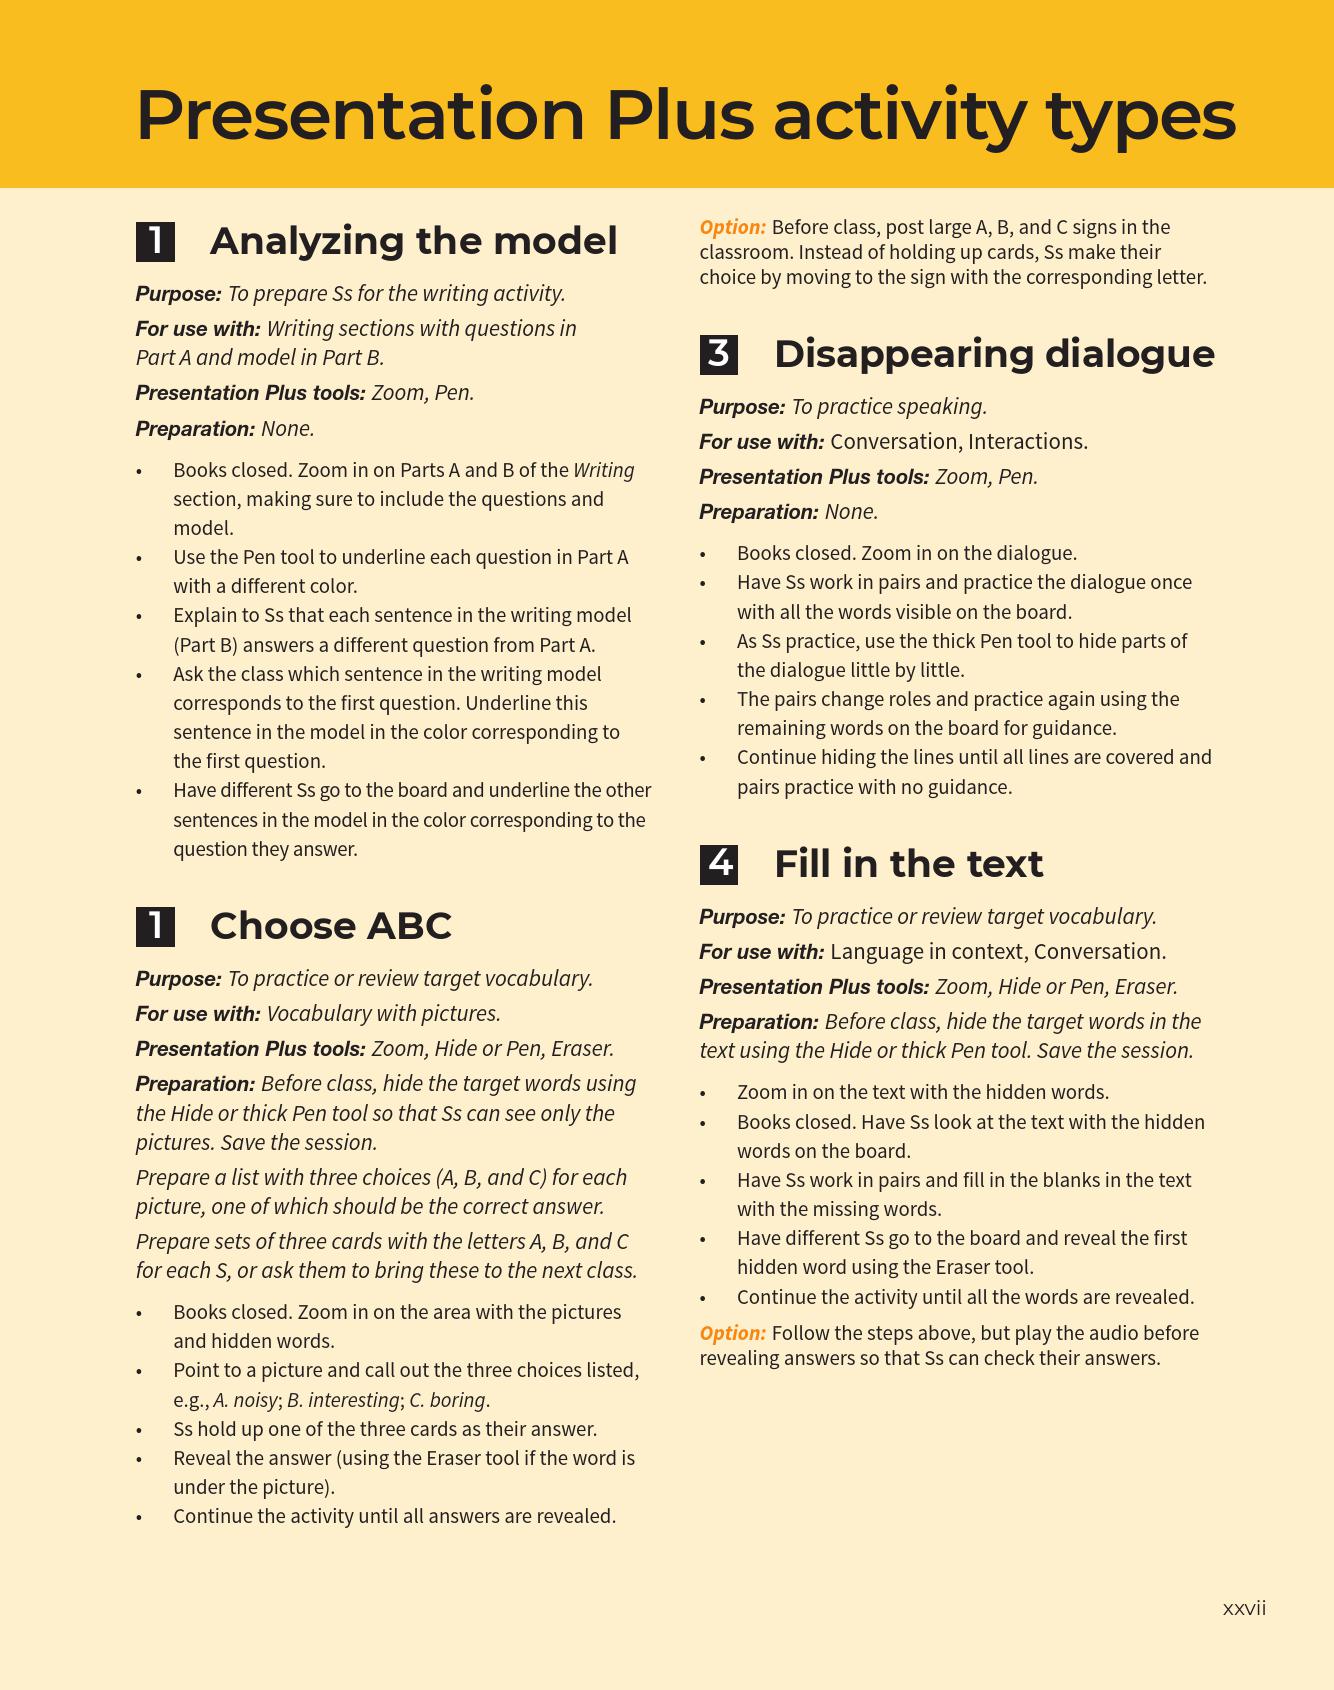 Presentation Plus activity types
1 Analyzing the model
Purpose: To prepare Ss for the writing activity.
For use with: Writing sections with questions in
Part A and model in Part B.
Presentation Plus tools: Zoom, Pen.
Preparation: None.
• Books closed. Zoom in on Parts A and B of the Writing
section, making sure to include the questions and
model.
• Use the Pen tool to underline each question in Part A
with a different color.
• Explain to Ss that each sentence in the writing model
(Part B) answers a different question from Part A.
• Ask the class which sentence in the writing model
corresponds to the first question. Underline this
sentence in the model in the color corresponding to
the first question.
• Have different Ss go to the board and underline the other
sentences in the model in the color corresponding to the
question they answer.
1 Choose ABC
Purpose: To practice or review target vocabulary.
For use with: Vocabulary with pictures.
Presentation Plus tools: Zoom, Hide or Pen, Eraser.
Preparation: Before class, hide the target words using
the Hide or thick Pen tool so that Ss can see only the
pictures. Save the session.
Prepare a list with three choices (A, B, and C) for each
picture, one of which should be the correct answer.
Prepare sets of three cards with the letters A, B, and C
for each S, or ask them to bring these to the next class.
• Books closed. Zoom in on the area with the pictures
and hidden words.
• Point to a picture and call out the three choices listed,
e.g., A. noisy; B. interesting; C. boring.
• Ss hold up one of the three cards as their answer.
• Reveal the answer (using the Eraser tool if the word is
under the picture).
• Continue the activity until all answers are revealed.
Option: Before class, post large A, B, and C signs in the
classroom. Instead of holding up cards, Ss make their
choice by moving to the sign with the corresponding letter.
3 Disappearing dialogue
Purpose: To practice speaking.
For use with: Conversation, Interactions.
Presentation Plus tools: Zoom, Pen.
Preparation: None.
• Books closed. Zoom in on the dialogue.
• Have Ss work in pairs and practice the dialogue once
with all the words visible on the board.
• As Ss practice, use the thick Pen tool to hide parts of
the dialogue little by little.
• The pairs change roles and practice again using the
remaining words on the board for guidance.
• Continue hiding the lines until all lines are covered and
pairs practice with no guidance.
4 Fill in the text
Purpose: To practice or review target vocabulary.
For use with: Language in context, Conversation.
Presentation Plus tools: Zoom, Hide or Pen, Eraser.
Preparation: Before class, hide the target words in the
text using the Hide or thick Pen tool. Save the session.
• Zoom in on the text with the hidden words.
• Books closed. Have Ss look at the text with the hidden
words on the board.
• Have Ss work in pairs and fill in the blanks in the text
with the missing words.
• Have different Ss go to the board and reveal the first
hidden word using the Eraser tool.
• Continue the activity until all the words are revealed.
Option: Follow the steps above, but play the audio before
revealing answers so that Ss can check their answers.
xxvii